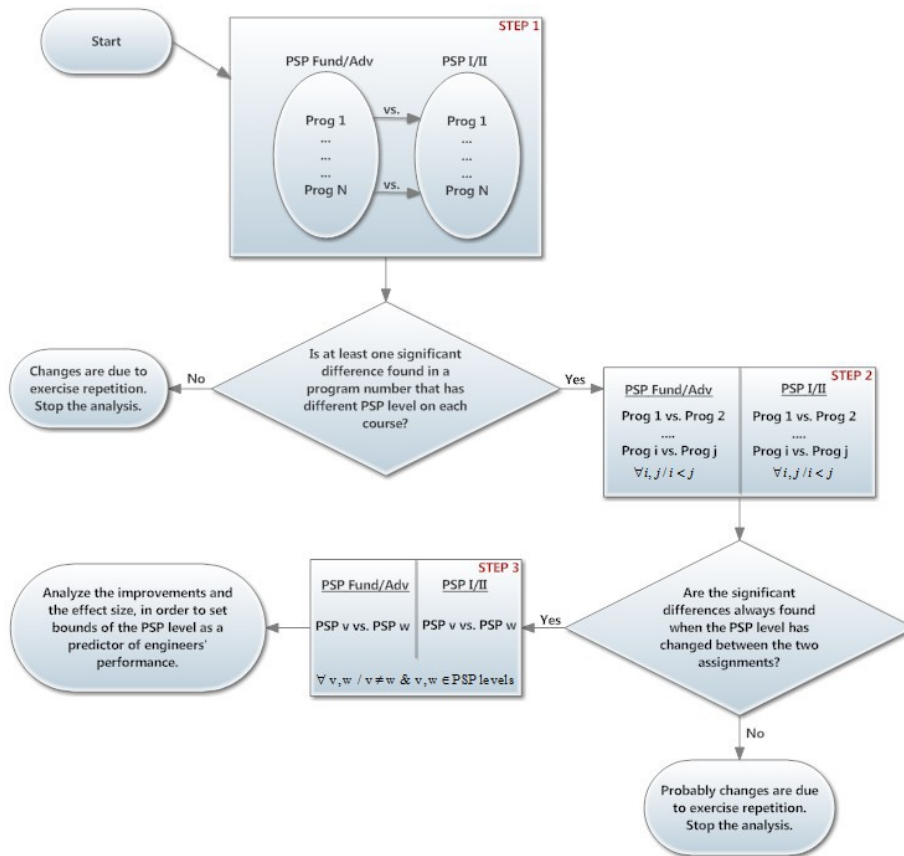 Start
STEP 1
PSP Fund/Adv
PSP I/II
Prog 1
...
...
...
Prog N
vs.
vs.
Prog 1
...
...
...
Prog N
Is at least one significant
difference found in a
program number that has
different PSP level on each
course?
No
Changes are due to
exercise repetition.
Stop the analysis.
Yes
STEP 2
PSP Fund/Adv
Prog 1 vs. Prog 2
....
Prog i vs. Prog j
∀i, j / i < j
PSP I/II
Prog 1 vs. Prog 2
....
Prog i vs. Prog j
∀i, j / i < j
Are the significant
differences always found
when the PSP level has
changed between the two
assignments?
Yes
STEP 3
PSP Fund/Adv
PSP v vs. PSP w
PSP I/II
PSP v vs. PSP w
∀ v,w / v ≠ w & v,w ∈ PSP levels
Analyze the improvements and
the effect size, in order to set
bounds of the PSP level as a
predictor of engineers'
performance.
No
Probably changes are due
to exercise repetition.
Stop the analysis.